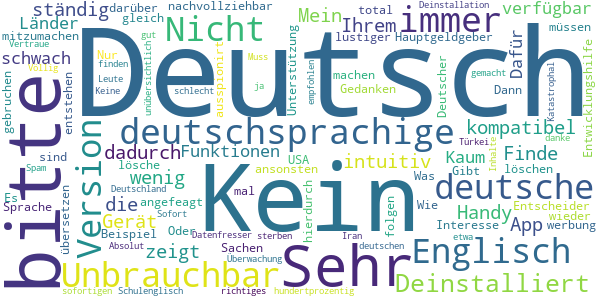 ständig
darüber
nachvollziehbar
total
Deinstallation
verfügbar
Länder
gleich
Mein
Ihrem
immer
mitzumachen
Nicht
lustiger
Hauptgeldgeber
müssen
Vertraue
Nur
gut
Unterstützung
Dafür
schwach
Völlig
finden
ausspioniert
ja
machen
Deutscher
Dann
Katastrophal
Entwicklungshilfe
gebrochen
Leute
unübersichtlich
Muss
empfohlen
Gedanken
entstehen
Keine
schlecht
gemacht
bitte
Deutsch
Version
deutschsprachige
kompatibel
Türkei
danke
dadurch
Funktionen
Kein
intuitiv
Kaum
Finde
Inhalte
sind
lösche
USA
Gibt
löschen
Spam
wenig
ansonsten
Was
deutsche
Es
Deutschland
mal
hierdurch
Wie
Handy
Entscheider
Sprache
die
angefeagt
folgen
Interesse
App
wieder
werbung
übersetzen
Gerät
Sofort
Beispiel
Oder
Datenfresser
sterben
Iran
deutschen
etwa
Absolut
zeigt
Sachen
Überwachung
Sehr
Englisch
Unbrauchbar
Deinstalliert
sofortigen
Schulenglisch
richtiges
hundertprozentig